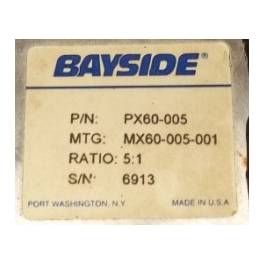 BAYSIDE®
P/N: PX60-005
MTG: MX60-005-001
RATIO: 5:1
S/N: 6913
PORT WASHINGTON, N.Y. MADE IN U.S.A